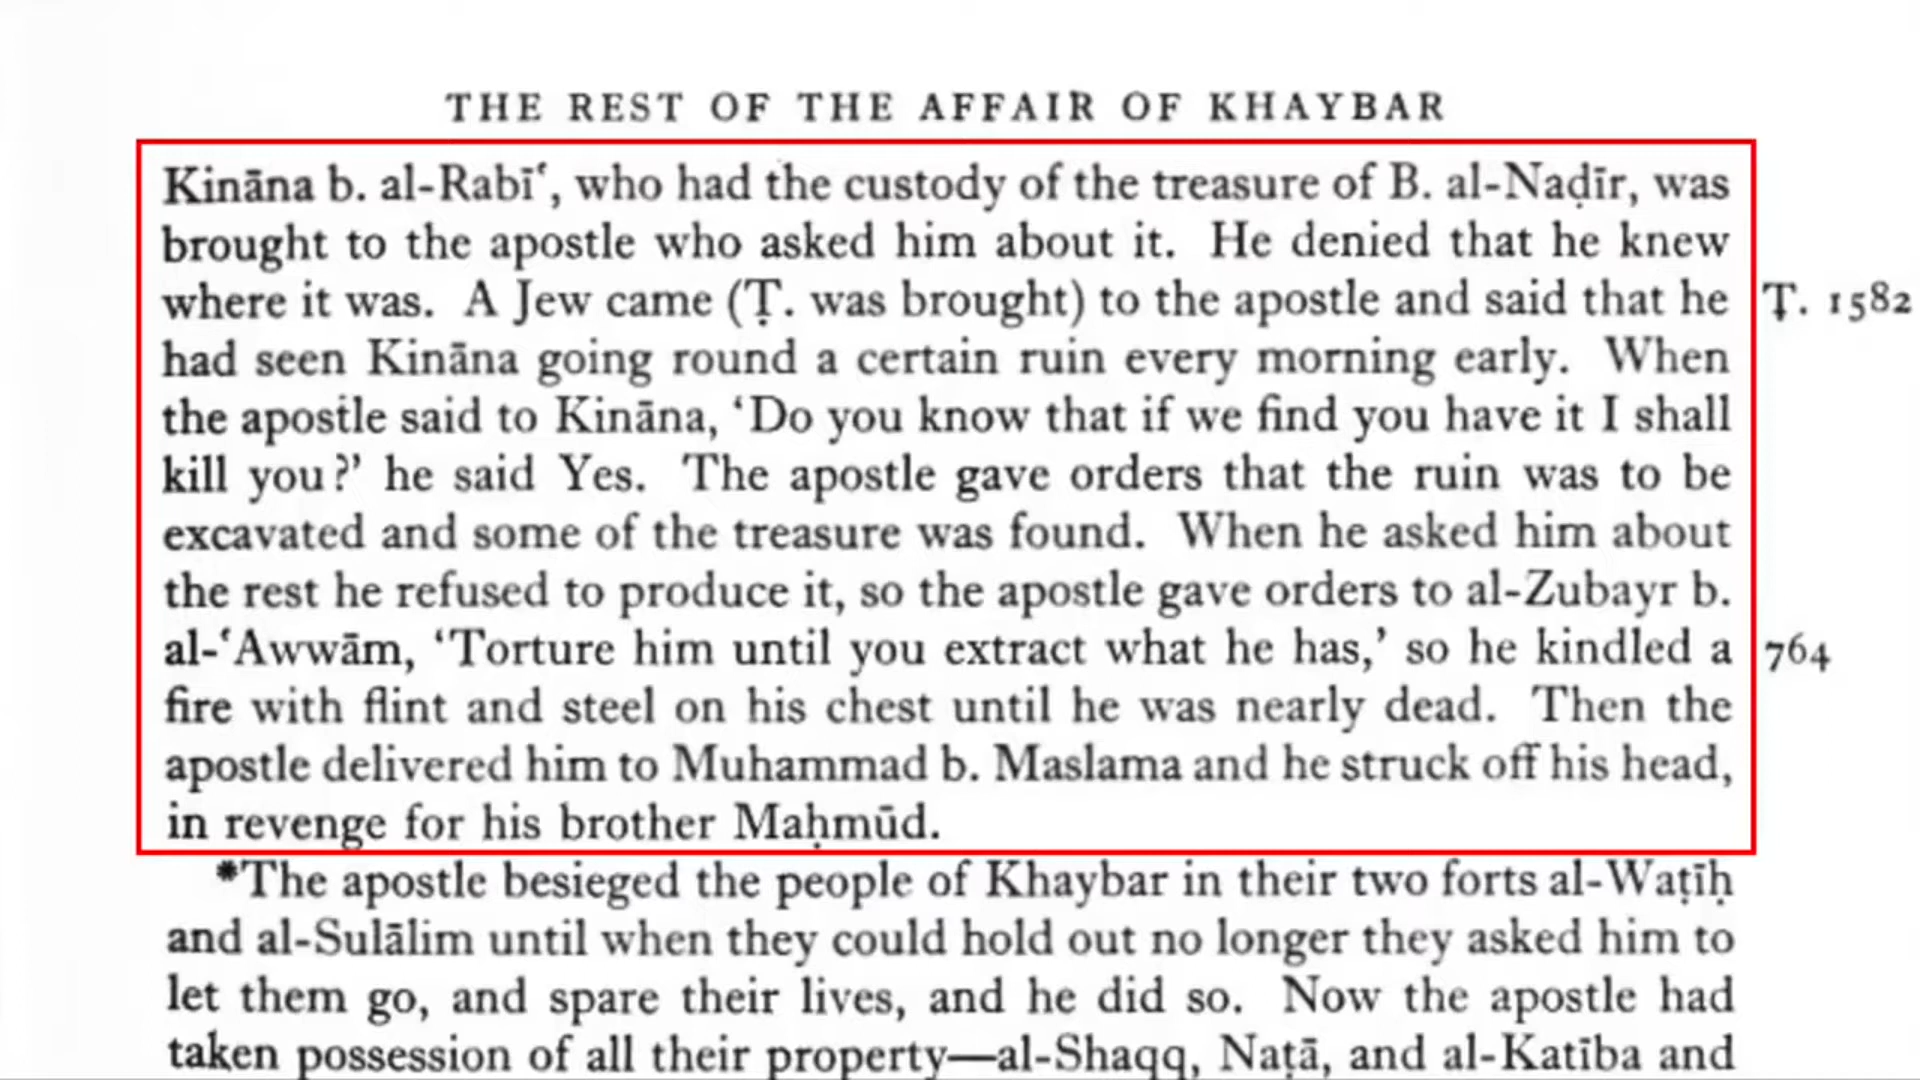 THE REST OF THE AFFAIR OF KHAYBAR
Kināna b. al-Rabīʿ, who had the custody of the treasure of B. al-Naḍīr, was
brought to the apostle who asked him about it. He denied that he knew
where it was. A Jew came (Ṭ. was brought) to the apostle and said that he Ṭ. 1582
had seen Kināna going round a certain ruin every morning early. When
the apostle said to Kināna, ‘Do you know that if we find you have it I shall
kill you?’ he said Yes. The apostle gave orders that the ruin was to be
excavated and some of the treasure was found. When he asked him about
the rest he refused to produce it, so the apostle gave orders to al-Zubayr b.
al-ʿAwwām, ‘Torture him until you extract what he has,’ so he kindled a 764
fire with flint and steel on his chest until he was nearly dead. Then the
apostle delivered him to Muhammad b. Maslama and he struck off his head,
in revenge for his brother Maḥmūd.
*The apostle besieged the people of Khaybar in their two forts al-Waṭīḥ
and al-Sulālim until when they could hold out no longer they asked him to
let them go, and spare their lives, and he did so. Now the apostle had
taken possession of all their property—al-Shaqq, Naṭā, and al-Katība and